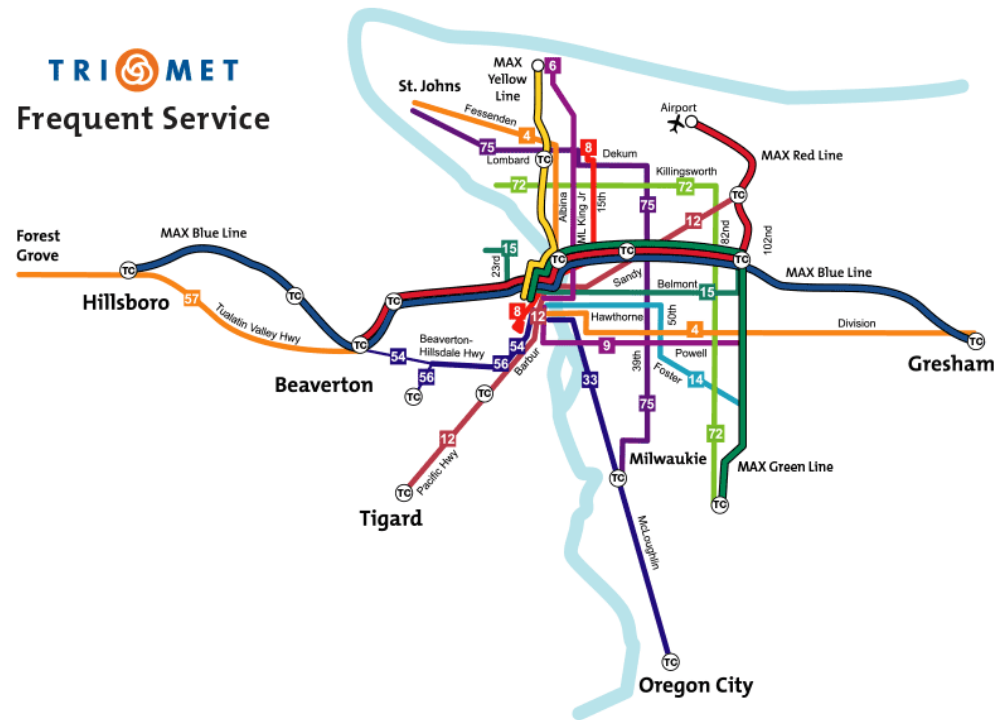 TRI MET
Frequent Service
MAX
Yellow
Line
6
St. Johns
Fessenden
4
75
Lombard
TC
8
Dekum
Airport
MAX Red Line
Killingsworth
72
72
TC
Albina
ML King Jr
15th
75
12
82nd
102nd
Forest
Grove
MAX Blue Line
15
23rd
TC
TC
TC
Sandy
MAX Blue Line
TC
Hillsboro
57
TC
TC
Belmont
15
Tualatin Valley Hwy
8
12
Hawthorne
50th
4
Division
TC
54
Beaverton-
Hillsdale Hwy
54
9
Powell
TC
Gresham
Beaverton
56
56
Barbur
39th
Foster
14
33
TC
TC
75
12
Pacific Hwy
72
Milwaukie
MAX Green Line
TC
TC
TC
Tigard
McLoughlin
TC
Oregon City